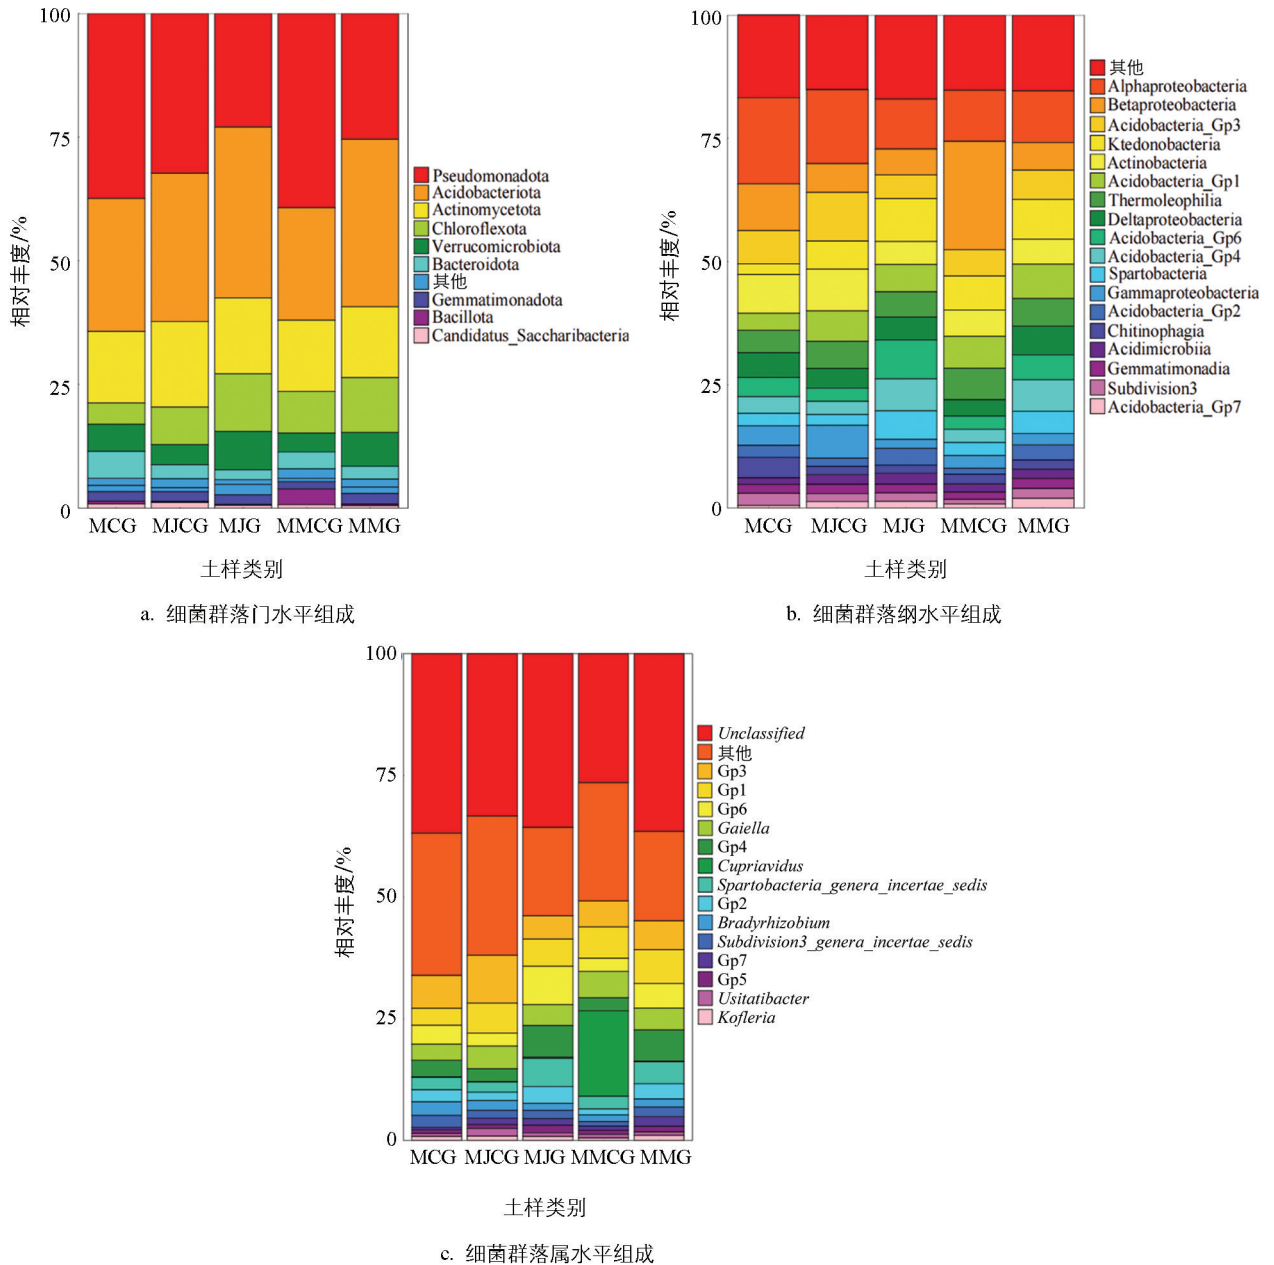 100
75
50
25
0
相对丰度/%
MCG MJCG MJG MMCG MMG
土样类别
Pseudomonadota
Acidobacteriota
Actinomycetota
Chloroflexota
Verrucomicrobiota
Bacteroidota
其他
Gemmatimonadota
Bacillota
Candidatus_Saccharibacteria
a. 细菌群落门水平组成
100
75
50
25
0
相对丰度/%
MCG MJCG MJG MMCG MMG
土样类别
其他
Alphaproteobacteria
Betaproteobacteria
Acidobacteria_Gp3
Ktedonobacteria
Actinobacteria
Acidobacteria_Gp1
Thermoleophilia
Deltaproteobacteria
Acidobacteria_Gp6
Acidobacteria_Gp4
Spartobacteria
Gammaproteobacteria
Acidobacteria_Gp2
Chitinophagia
Acidimicrobiia
Gemmatimonadia
Subdivision3
Acidobacteria_Gp7
b. 细菌群落纲水平组成
100
75
50
25
0
相对丰度/%
MCG MJCG MJG MMCG MMG
土样类别
Unclassified
其他
Gp3
Gp1
Gp6
Gaiella
Gp4
Cupriavidus
Spartobacteria_genera_incertae_sedis
Gp2
Bradyrhizobium
Subdivision3_genera_incertae_sedis
Gp7
Gp5
Usitatibacter
Kofleria
c. 细菌群落属水平组成